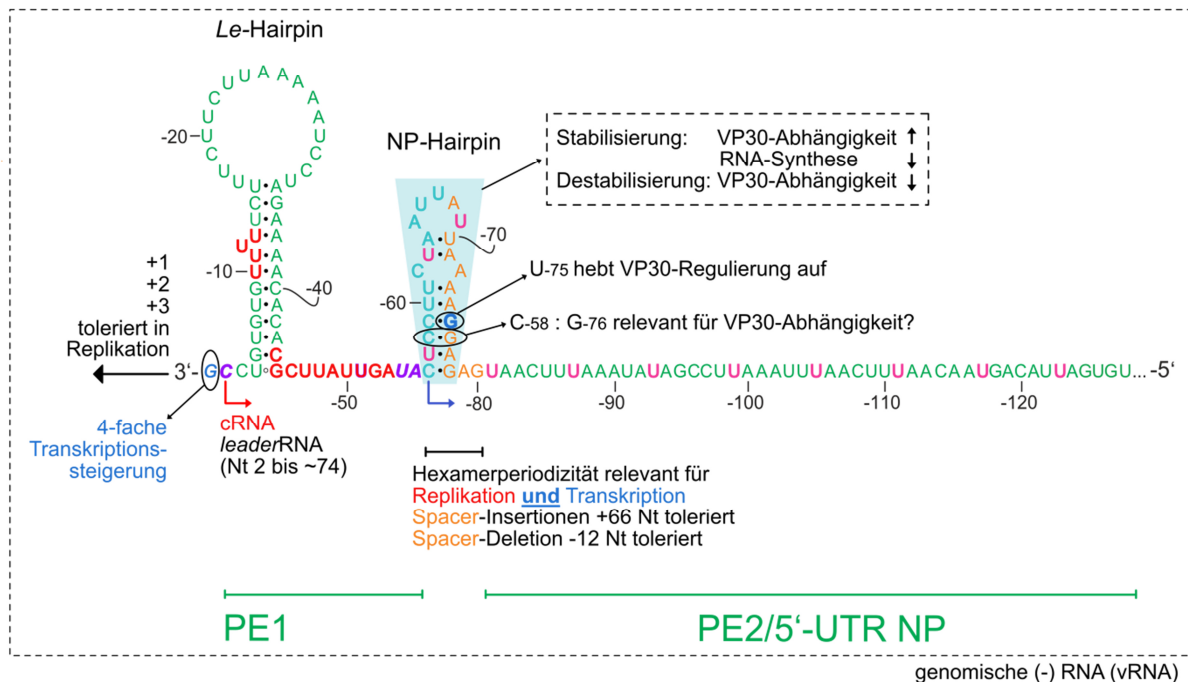 Le-Hairpin
NP-Hairpin
-20
-10
-40
-60
-70
Stabilisierung: VP30-Abhängigkeit ↑
RNA-Synthese ↓
Destabilisierung: VP30-Abhängigkeit ↓
U-75 hebt VP30-Regulierung auf
C-58 : G-76 relevant für VP30-Abhängigkeit?
+1
+2
+3
toleriert in
Replikation
3‘-GCCU GCUUAUUGAUAC GAGUAACUUUAAAUAUAGCCUUAAUUUAACUUUAACAAUGACAUUAGUGU...-5‘
-50
-80
-90
-100
-110
-120
4-fache
Transkriptions-
steigerung
cRNA
leaderRNA
(Nt 2 bis ~74)
Hexamerperiodizität relevant für
Replikation und Transkription
Spacer-Insertionen +66 Nt toleriert
Spacer-Deletion -12 Nt toleriert
PE1
PE2/5‘-UTR NP
genomische (-) RNA (vRNA)